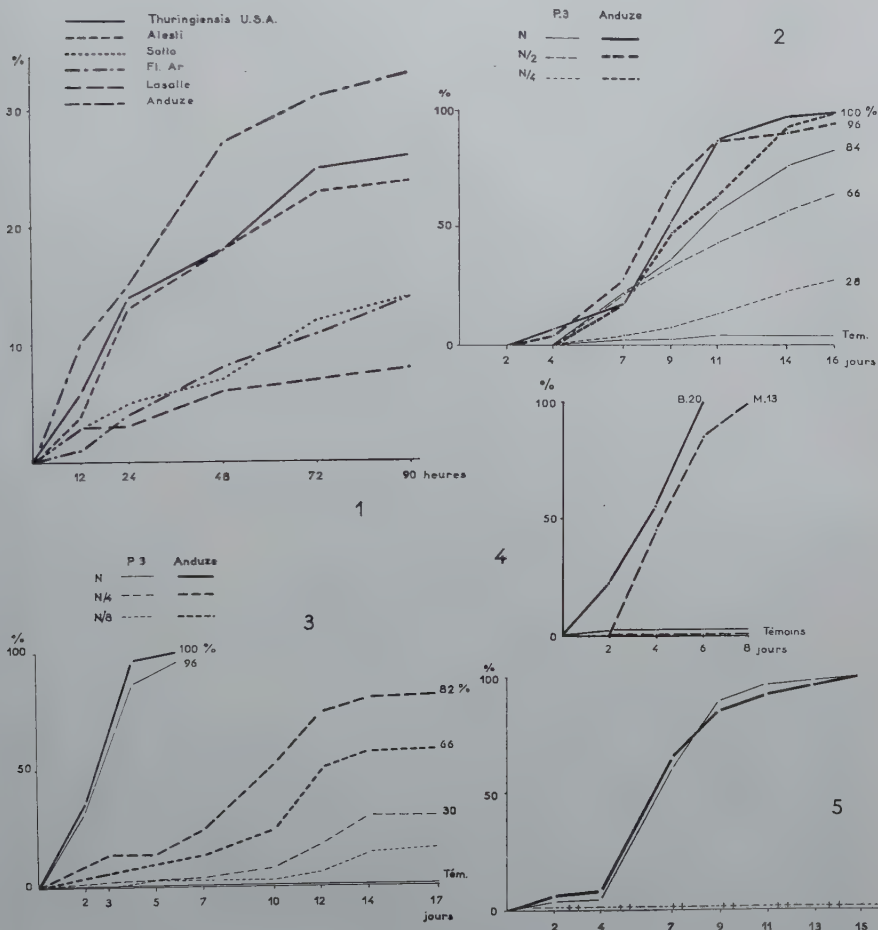 Thuringiensis U.S.A.
Alesti
Sotto
Fl. Ar
Lasalle
Anduze
%
30
20
10
12 24 48 72 90 heures
1
P.3 Anduze
N
N/2
N/4
2
%
100
50
0
100 %
96
84
66
28
Tem.
2 4 7 9 11 14 16
jours
P.3 Anduze
N
N/4
N/8
3
%
100
50
0
100 %
96
82 %
66
30
Tém.
2 3 5 7 10 12 14 17
jours
4
%
100
50
0
B.20 M.13
Témoins
2 4 6 8
jours
%
100
50
0
5
2 4 7 9 11 13 15